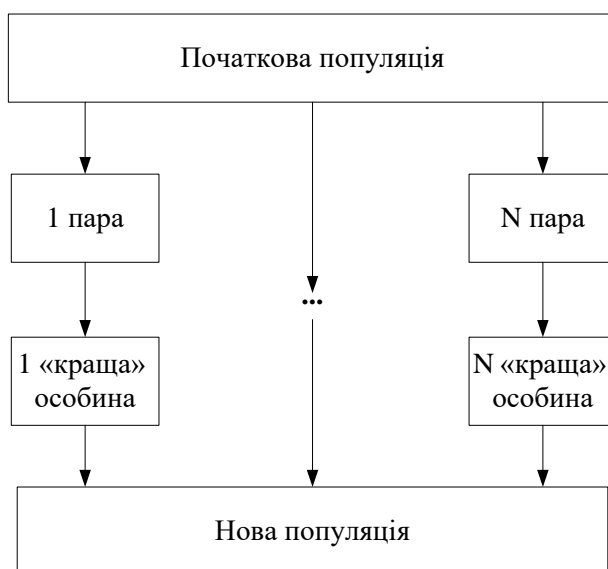 Початкова популяція
1 пара
N пара
...
1 «краща»
особина
N «краща»
особина
Нова популяція